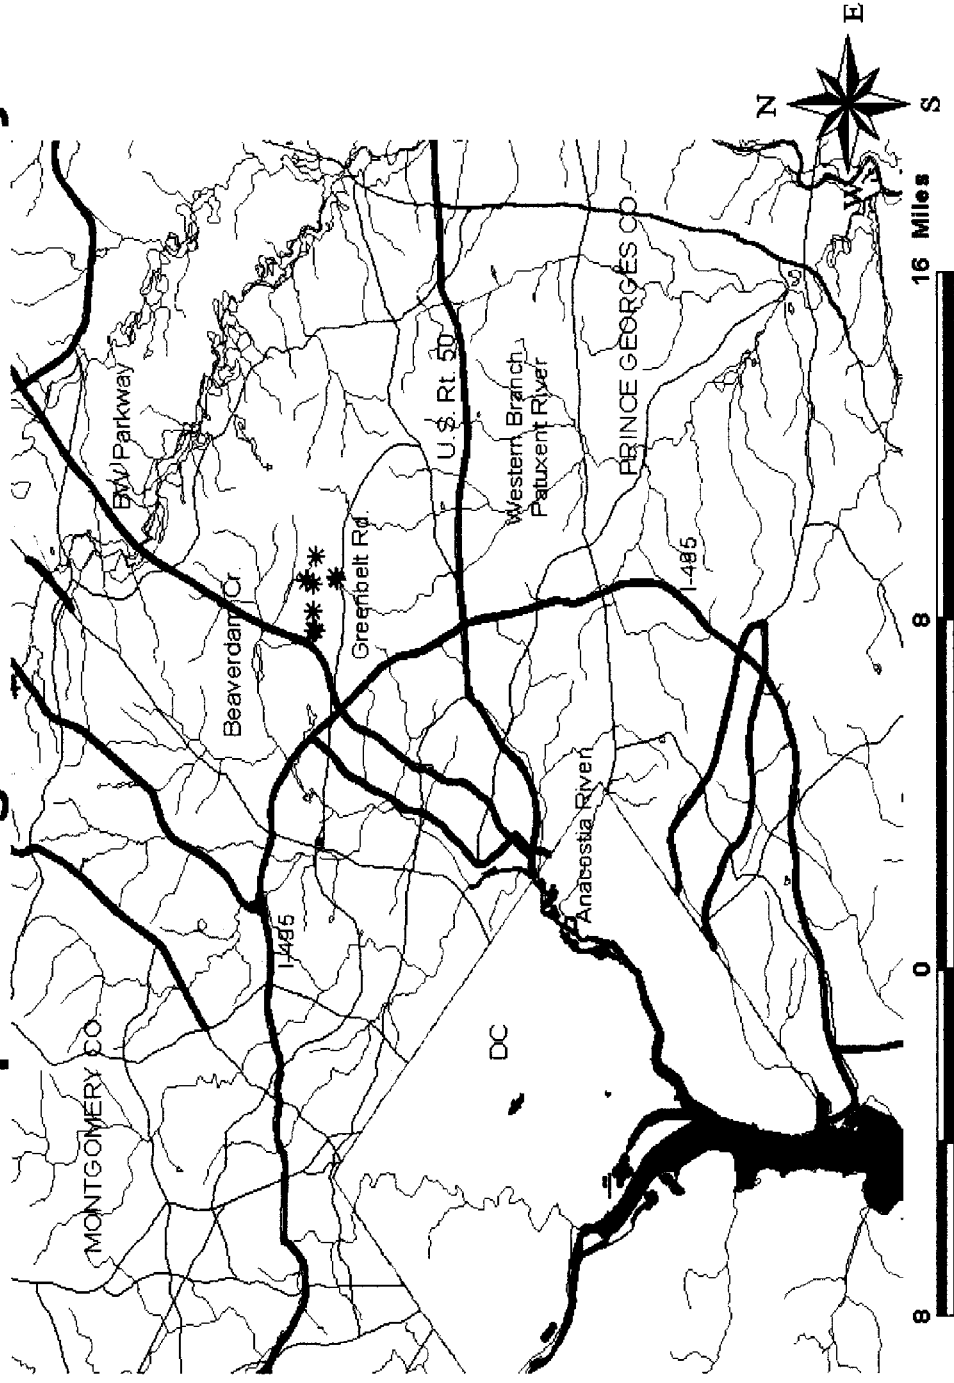 MONTGOMERY CO.
BW Parkway
Beaverdam Cr
Greenbelt Rd.
I-495
U.S. Rt. 50
Western Branch
Patuxent River
PRINCE GEORGES CO
I-495
Anacostia River
DC
N
E
S
W
8
0
8
16 Miles